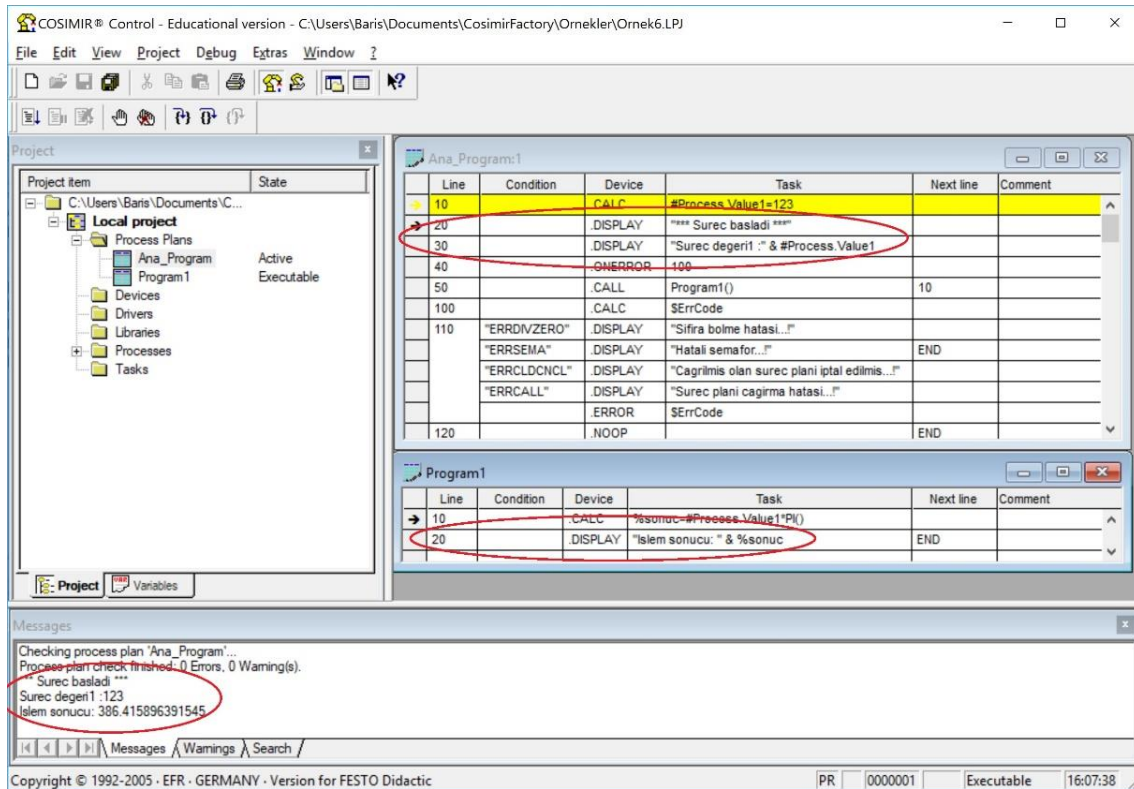 COSIMIR® Control - Educational version - C:\Users\Baris\Documents\CosimirFactory\Ornekler\Ornek6.LPJ
File Edit View Project Debug Extras Window ?
Project
Project item State
C:\Users\Baris\Documents\C...
Local project
Process Plans
Ana_Program Active
Program1 Executable
Devices
Drivers
Libraries
Processes
Tasks
Project Variables
Ana_Program:1
Line Condition Device Task Next line Comment
10 .CALC #Process.Value1=123
20 .DISPLAY "*** Surec basladi ***"
30 .DISPLAY "Surec degeri1 :" & #Process.Value1
40 .ONERROR 100
50 .CALL Program1() 10
100 .CALC $ErrCode
110 "ERRDIVZERO" .DISPLAY "Sifira bolme hatasi...!"
"ERRSEMA" .DISPLAY "Hatali semafor...!" END
"ERRCLDCNCL" .DISPLAY "Cagrilmis olan surec plani iptal edilmis...!"
"ERRCALL" .DISPLAY "Surec plani cagirma hatasi...!"
.ERROR $ErrCode
120 .NOOP END
Program1
Line Condition Device Task Next line Comment
10 .CALC %sonuc=#Process.Value1*PI()
20 .DISPLAY "Islem sonucu: " & %sonuc END
Messages
Checking process plan 'Ana_Program'...
Process plan check finished: 0 Errors, 0 Warning(s).
** Surec basladi ***
Surec degeri1 :123
Islem sonucu: 386.415896391545
Messages Warnings Search
Copyright © 1992-2005 - EFR - GERMANY - Version for FESTO Didactic PR 0000001 Executable 16:07:38